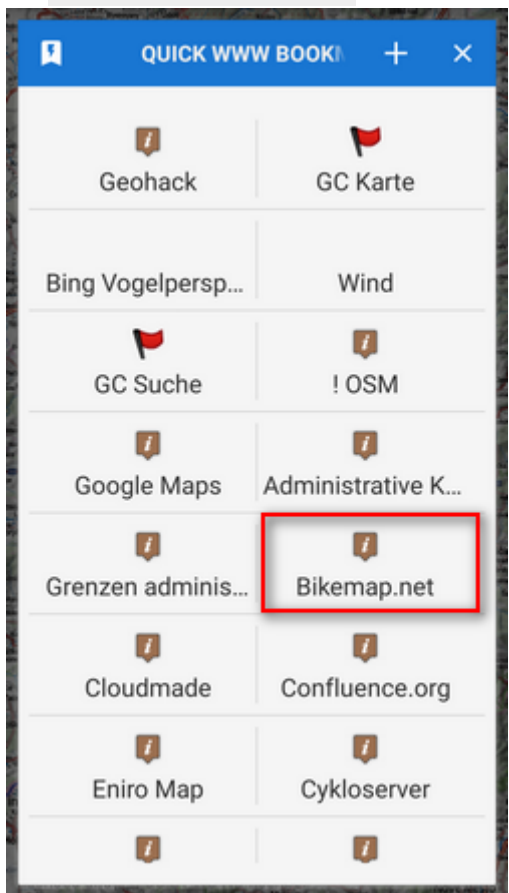 QUICK WWW BOOK
Geohack
GC Karte
Bing Vogelpersp...
Wind
GC Suche
! OSM
Google Maps
Administrative K...
Grenzen adminis...
Bikemap.net
Cloudmade
Confluence.org
Eniro Map
Cykloserver